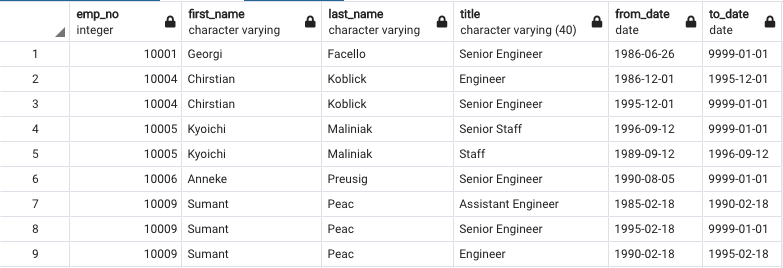 emp_no first_name last_name title from_date to_date
integer character varying character varying character varying (40) date date
1 10001 Georgi Facello Senior Engineer 1986-06-26 9999-01-01
2 10004 Chirstian Koblick Engineer 1986-12-01 1995-12-01
3 10004 Chirstian Koblick Senior Engineer 1995-12-01 9999-01-01
4 10005 Kyoichi Maliniak Senior Staff 1996-09-12 9999-01-01
5 10005 Kyoichi Maliniak Staff 1989-09-12 1996-09-12
6 10006 Anneke Preusig Senior Engineer 1990-08-05 9999-01-01
7 10009 Sumant Peac Assistant Engineer 1985-02-18 1990-02-18
8 10009 Sumant Peac Senior Engineer 1995-02-18 9999-01-01
9 10009 Sumant Peac Engineer 1990-02-18 1995-02-18